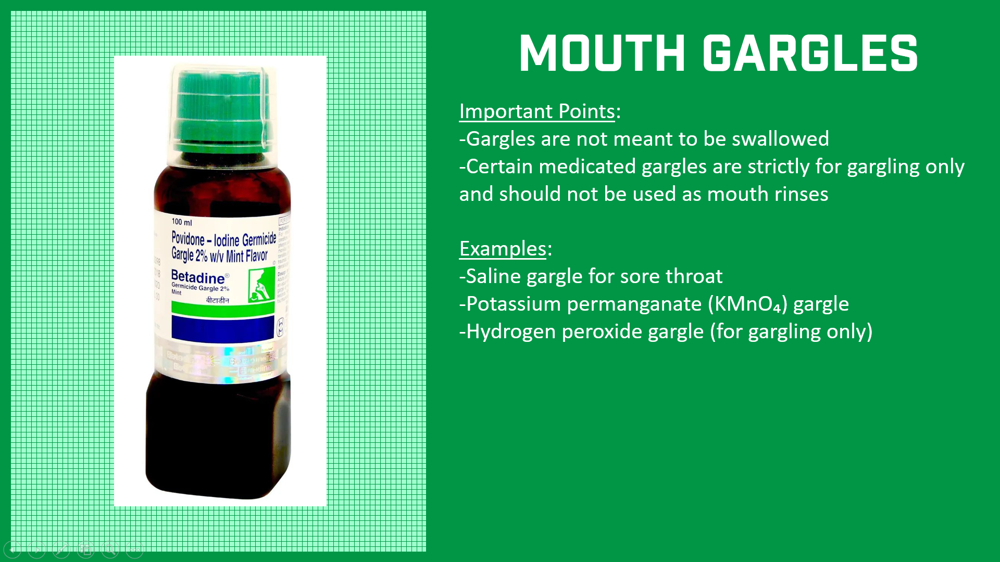 MOUTH GARGLES
Important Points:
-Gargles are not meant to be swallowed
-Certain medicated gargles are strictly for gargling only
and should not be used as mouth rinses
Examples:
-Saline gargle for sore throat
-Potassium permanganate (KMnO₄) gargle
-Hydrogen peroxide gargle (for gargling only)
100 ml
Povidone – Iodine Germicide
Gargle 2% w/v Mint Flavor
Betadine®
Germicide Gargle 2%
Mint
बीटाडीन